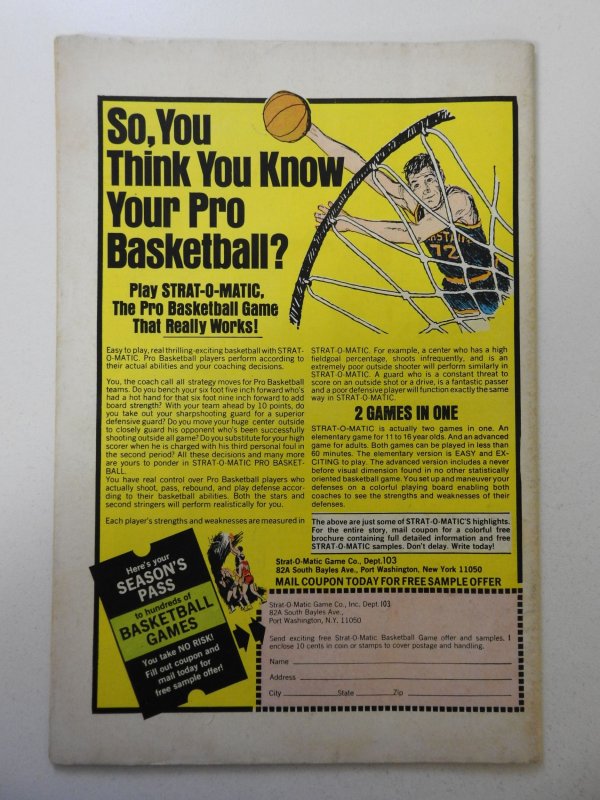 So, You
Think You Know
Your Pro
Basketball?
Play STRAT-O-MATIC,
The Pro Basketball Game
That Really Works!
Easy to play, real thrilling-exciting basketball with STRAT-
O-MATIC. Pro Basketball players perform according to
their actual abilities and your coaching decisions.
You, the coach call all strategy moves for Pro Basketball
teams. Do you bench your six foot five inch forward who's
had a hot hand for that six foot nine inch forward to add
board strength? With your team ahead by 10 points, do
you take out your sharpshooting guard for a superior
defensive guard? Do you move your huge center outside
to closely guard his opponent who's been successfully
shooting outside all game? Do you substitute for your high
scorer when he is charged with his third personal foul in
the second period? All these decisions and many more
are yours to ponder in STRAT-O-MATIC PRO BASKET-
BALL.
You have real control over Pro Basketball players who
actually shoot, pass, rebound, and play defense accor-
ding to their basketball abilities. Both the stars and
second stringers will perform realistically for you.
Each player's strengths and weaknesses are measured in
STRAT-O-MATIC. For example, a center who has a high
fieldgoal percentage, shoots infrequently, and is an
extremely poor outside shooter will perform similarly in
STRAT-O-MATIC. A guard who is a constant threat to
score on an outside shot or a drive, is a fantastic passer
and a poor defensive player will function exactly the same
way in STRAT-O-MATIC.
2 GAMES IN ONE
STRAT-O-MATIC is actually two games in one. An
elementary game for 11 to 16 year olds. And an advanced
game for adults. Both games can be played in less than
60 minutes. The elementary version is EASY and EX-
CITING to play. The advanced version includes a never
before visual dimension found in no other statistically
oriented basketball game. You set up and maneuver your
defenses on a colorful playing board enabling both
coaches to see the strengths and weaknesses of their
defenses.
The above are just some of STRAT-O-MATIC'S highlights.
For the entire story, mail coupon for a colorful free
brochure containing full detailed information and free
STRAT-O-MATIC samples. Don't delay. Write today!
Strat-O-Matic Game Co., Dept.103
82A South Bayles Ave., Port Washington, New York 11050
MAIL COUPON TODAY FOR FREE SAMPLE OFFER
Here's your
SEASON'S
PASS
to hundreds of
BASKETBALL
GAMES
You take NO RISK!
Fill out coupon and
mail today for
free sample offer!
Strat-O-Matic Game Co., Inc. Dept 103
82A South Bayles Ave.,
Port Washington, N.Y. 11050
Send exciting free Strat-O-Matic Basketball Game offer and samples. I
enclose 10 cents in coin or stamps to cover postage and handling.
Name
Address
City State Zip
72